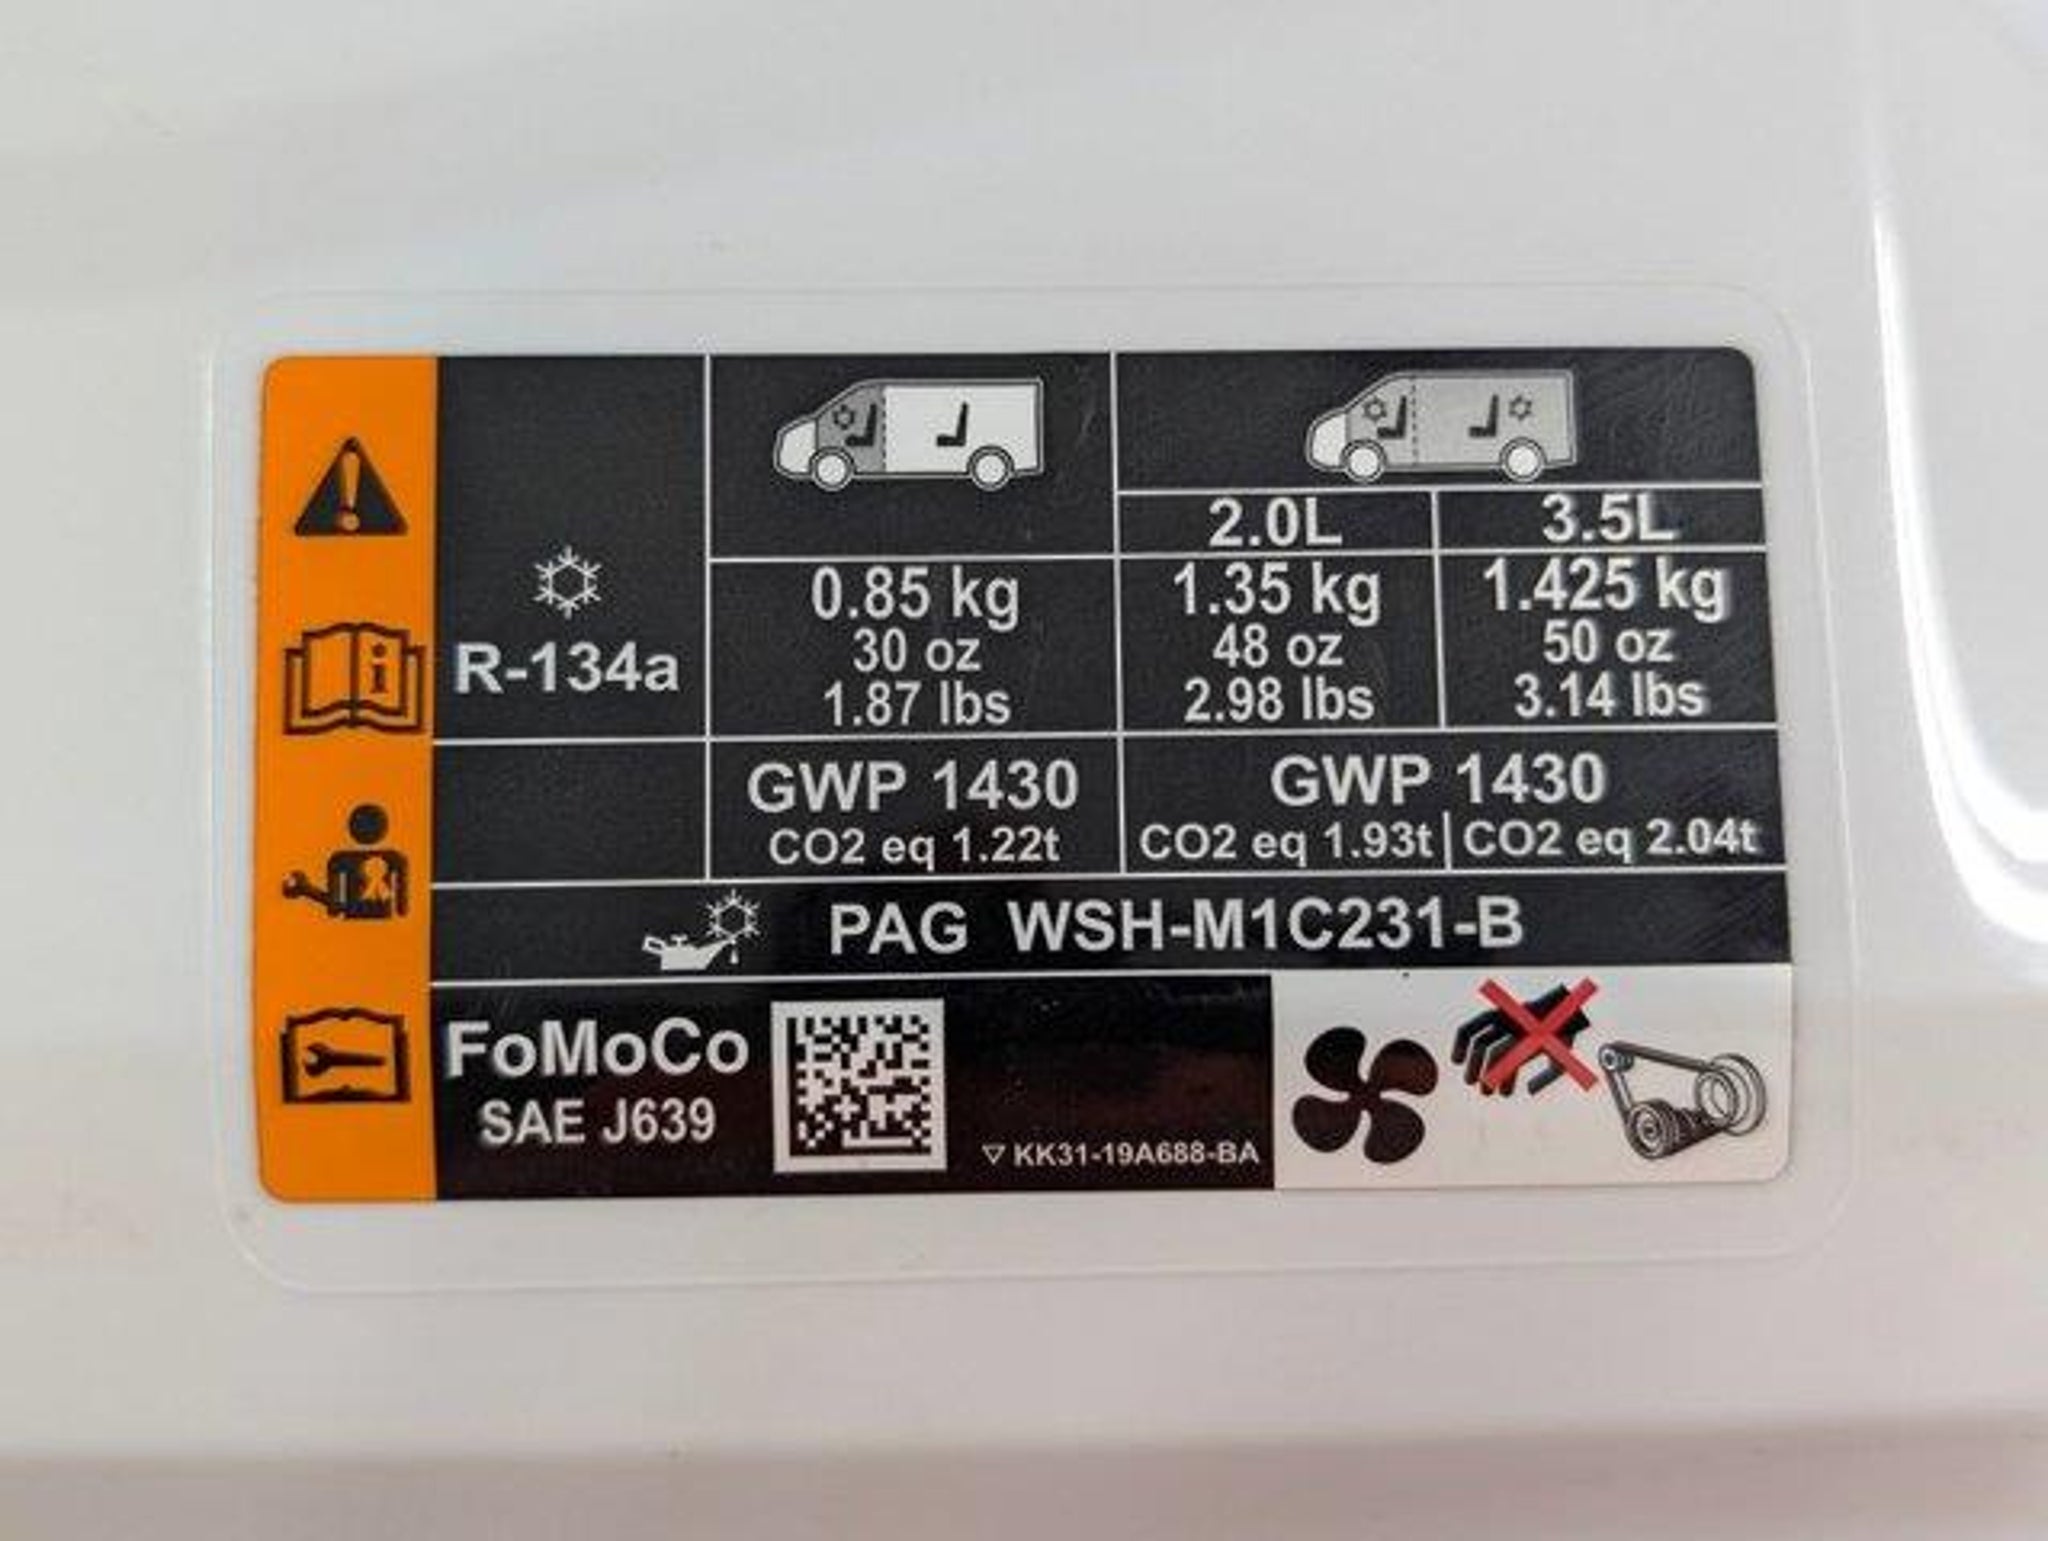 2.0L 3.5L
R-134a
0.85 kg 1.35 kg 1.425 kg
30 oz 48 oz 50 oz
1.87 lbs 2.98 lbs 3.14 lbs
GWP 1430 GWP 1430
CO2 eq 1.22t CO2 eq 1.93t CO2 eq 2.04t
PAG WSH-M1C231-B
FoMoCo
SAE J639
KK31-19A688-BA